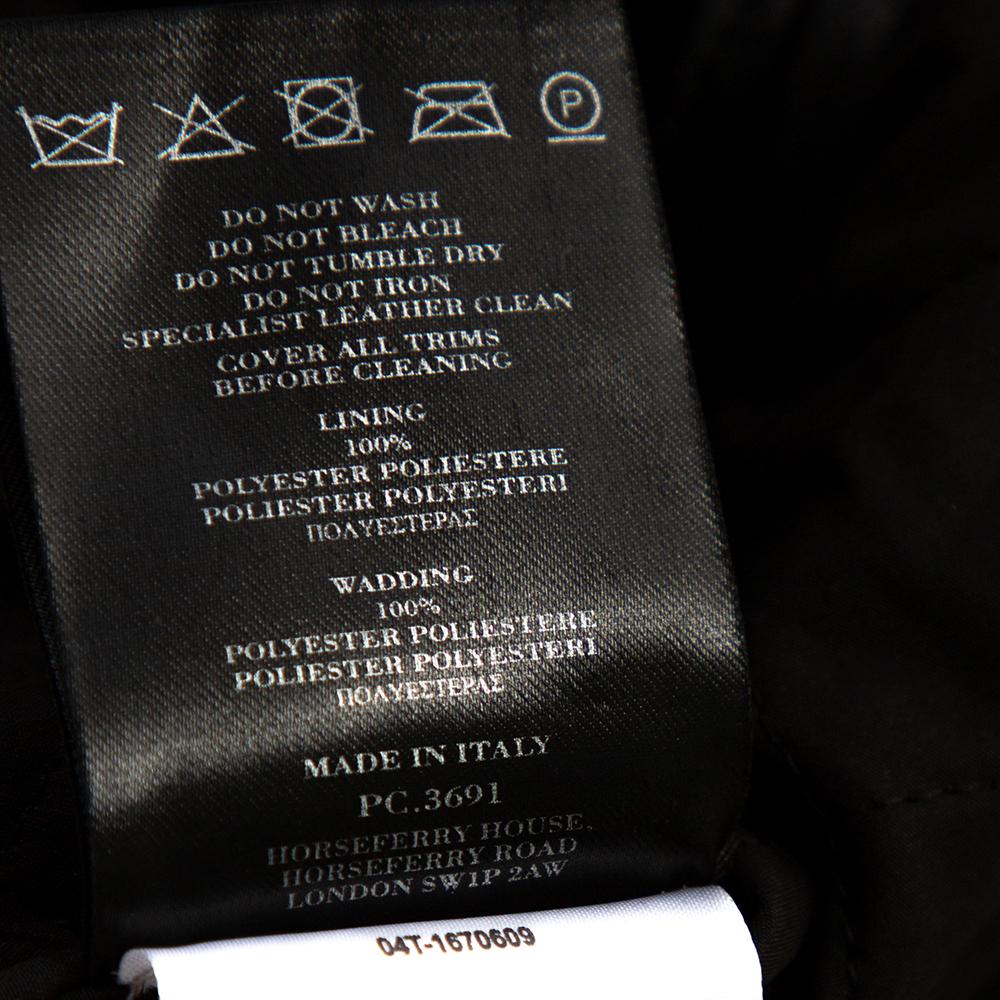 P
DO NOT WASH
DO NOT BLEACH
DO NOT TUMBLE DRY
DO NOT IRON
SPECIALIST LEATHER CLEAN
COVER ALL TRIMS
BEFORE CLEANING
LINING
100%
POLYESTER POLIESTERE
POLIESTER POLYESTERI
ΠΟΛΥΕΣΤΕΡΑΣ
WADDING
100%
POLYESTER POLIESTERE
POLIESTER POLYESTERI
ΠΟΛΥΕΣΤΕΡΑΣ
MADE IN ITALY
PC.3691
HORSEFERRY HOUSE,
HORSEFERRY ROAD
LONDON SW1P 2AW
04T-1670609